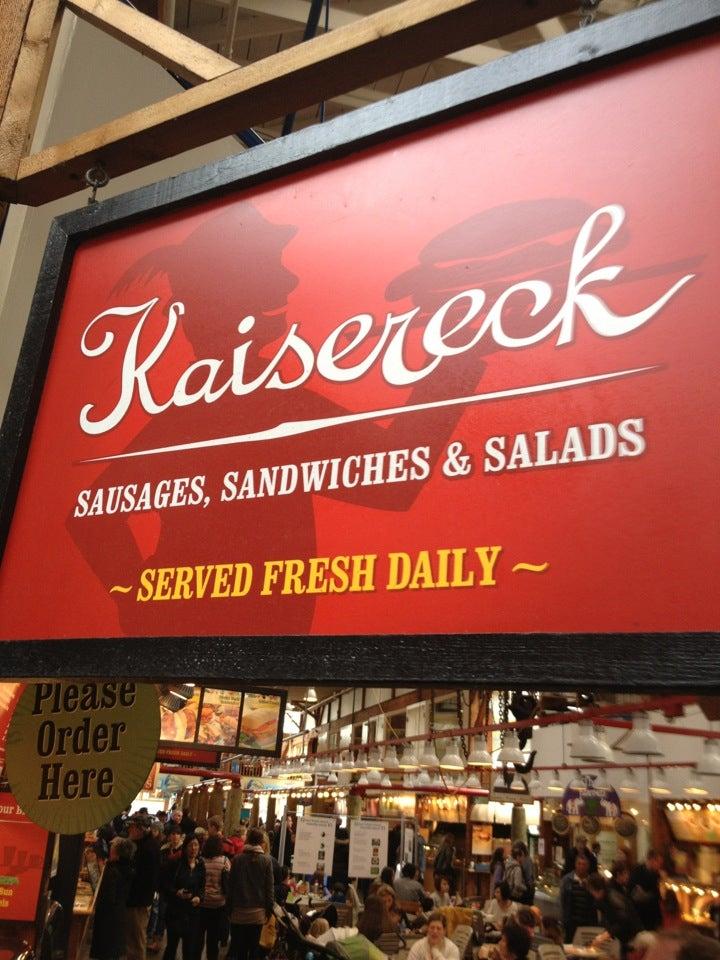 Kaisereck
SAUSAGES, SANDWICHES & SALADS
~ SERVED FRESH DAILY ~
Please
Order
Here